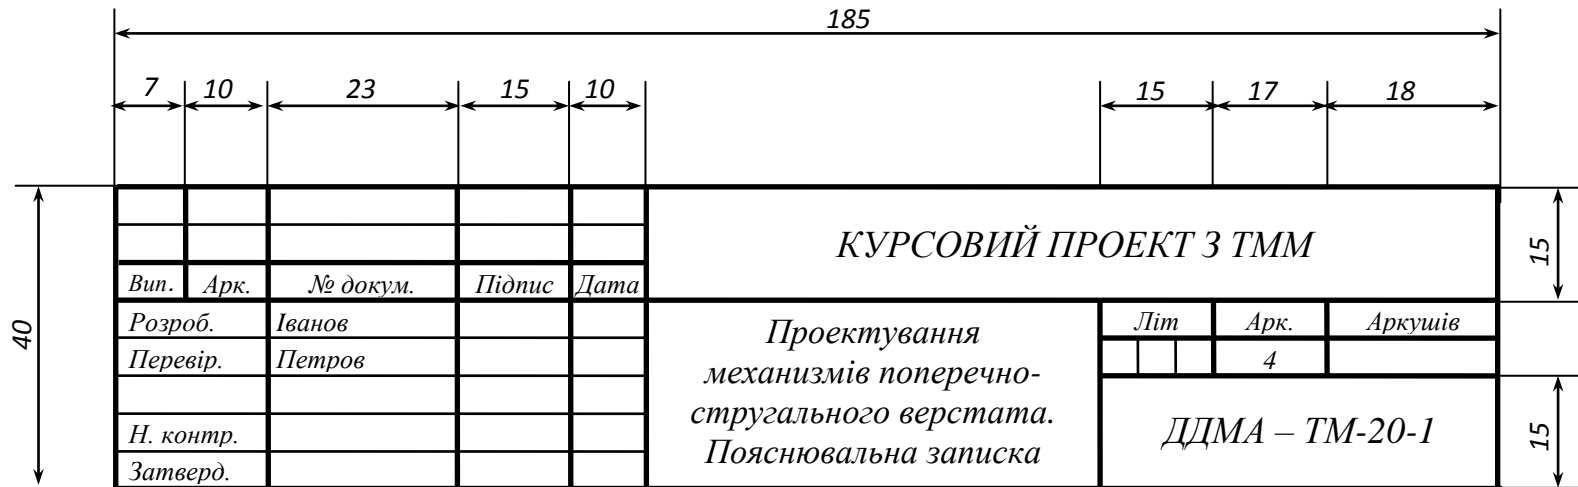 185
7 10 23 15 10 15 17 18
КУРСОВИЙ ПРОЕКТ З ТММ
15
Вип. Арк. № докум. Підпис Дата
40
Розроб. Іванов
Перевір. Петров
Н. контр.
Затверд.
Проектування
механизмів поперечно-
стругального верстата.
Пояснювальна записка
Літ Арк. Аркушів
4
ДДМА – ТМ-20-1
15